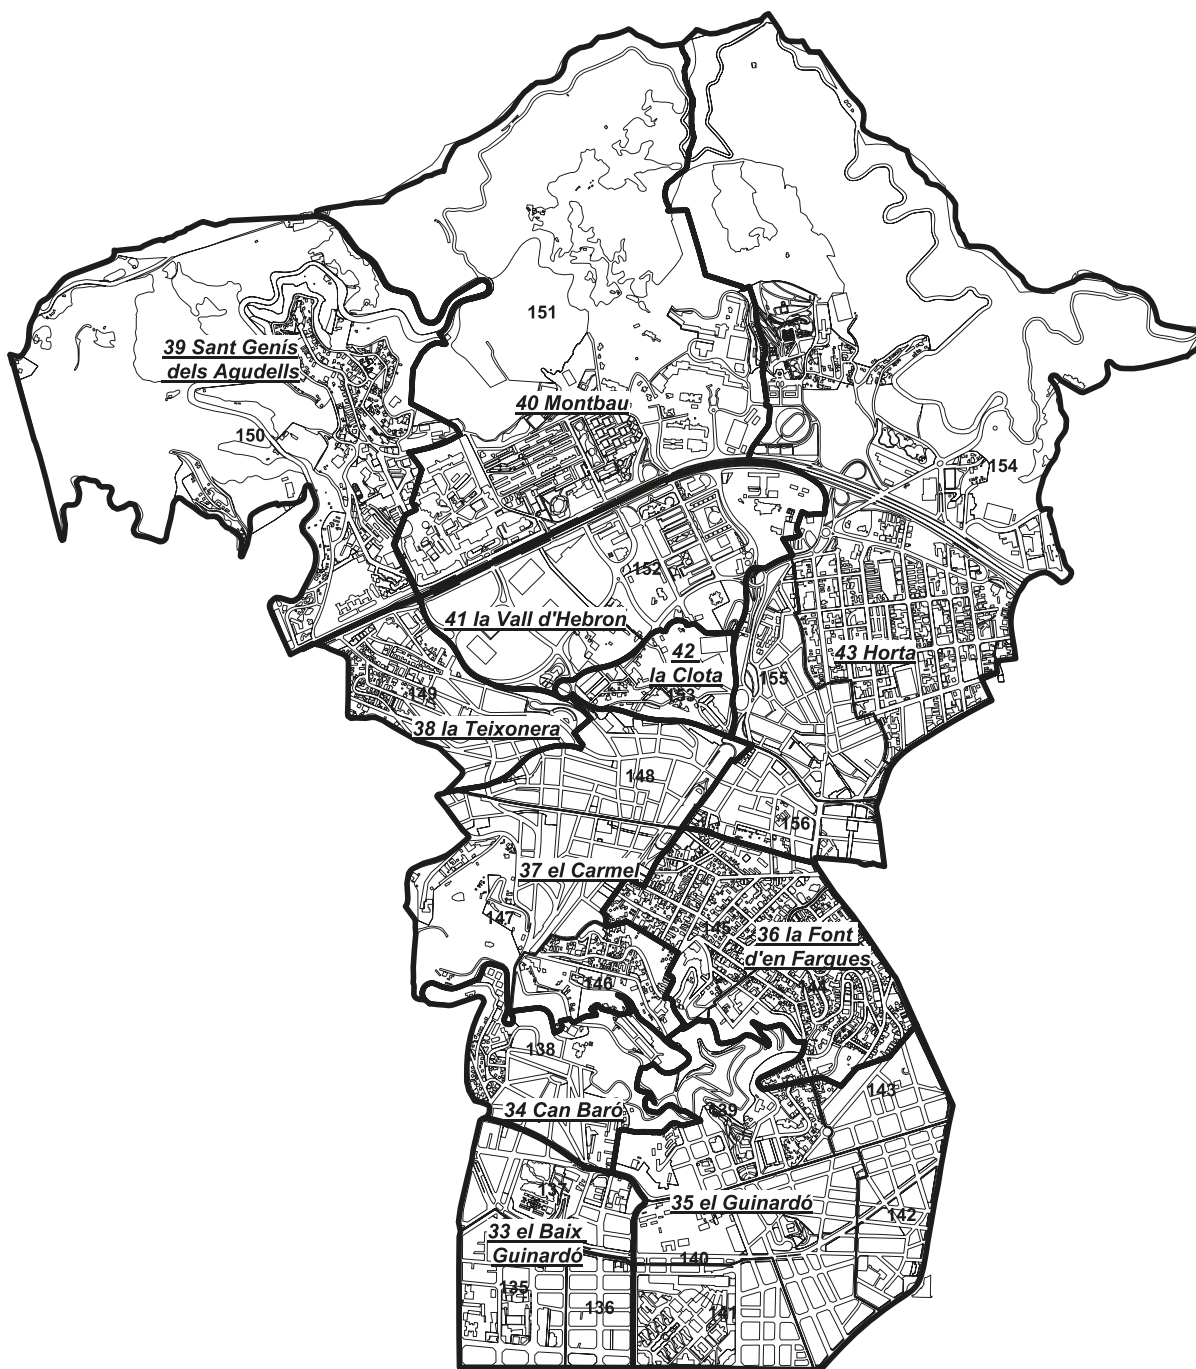 151
39 Sant Genís
dels Agudells
40 Montbau
150
154
152
41 la Vall d'Hebron
42
la Clota
153
43 Horta
155
149
38 la Teixonera
148
156
37 el Carmel
147
145
36 la Font
d'en Fargues
146
144
138
34 Can Baró
139
143
137
35 el Guinardó
142
33 el Baix
Guinardó
140
135
136
141